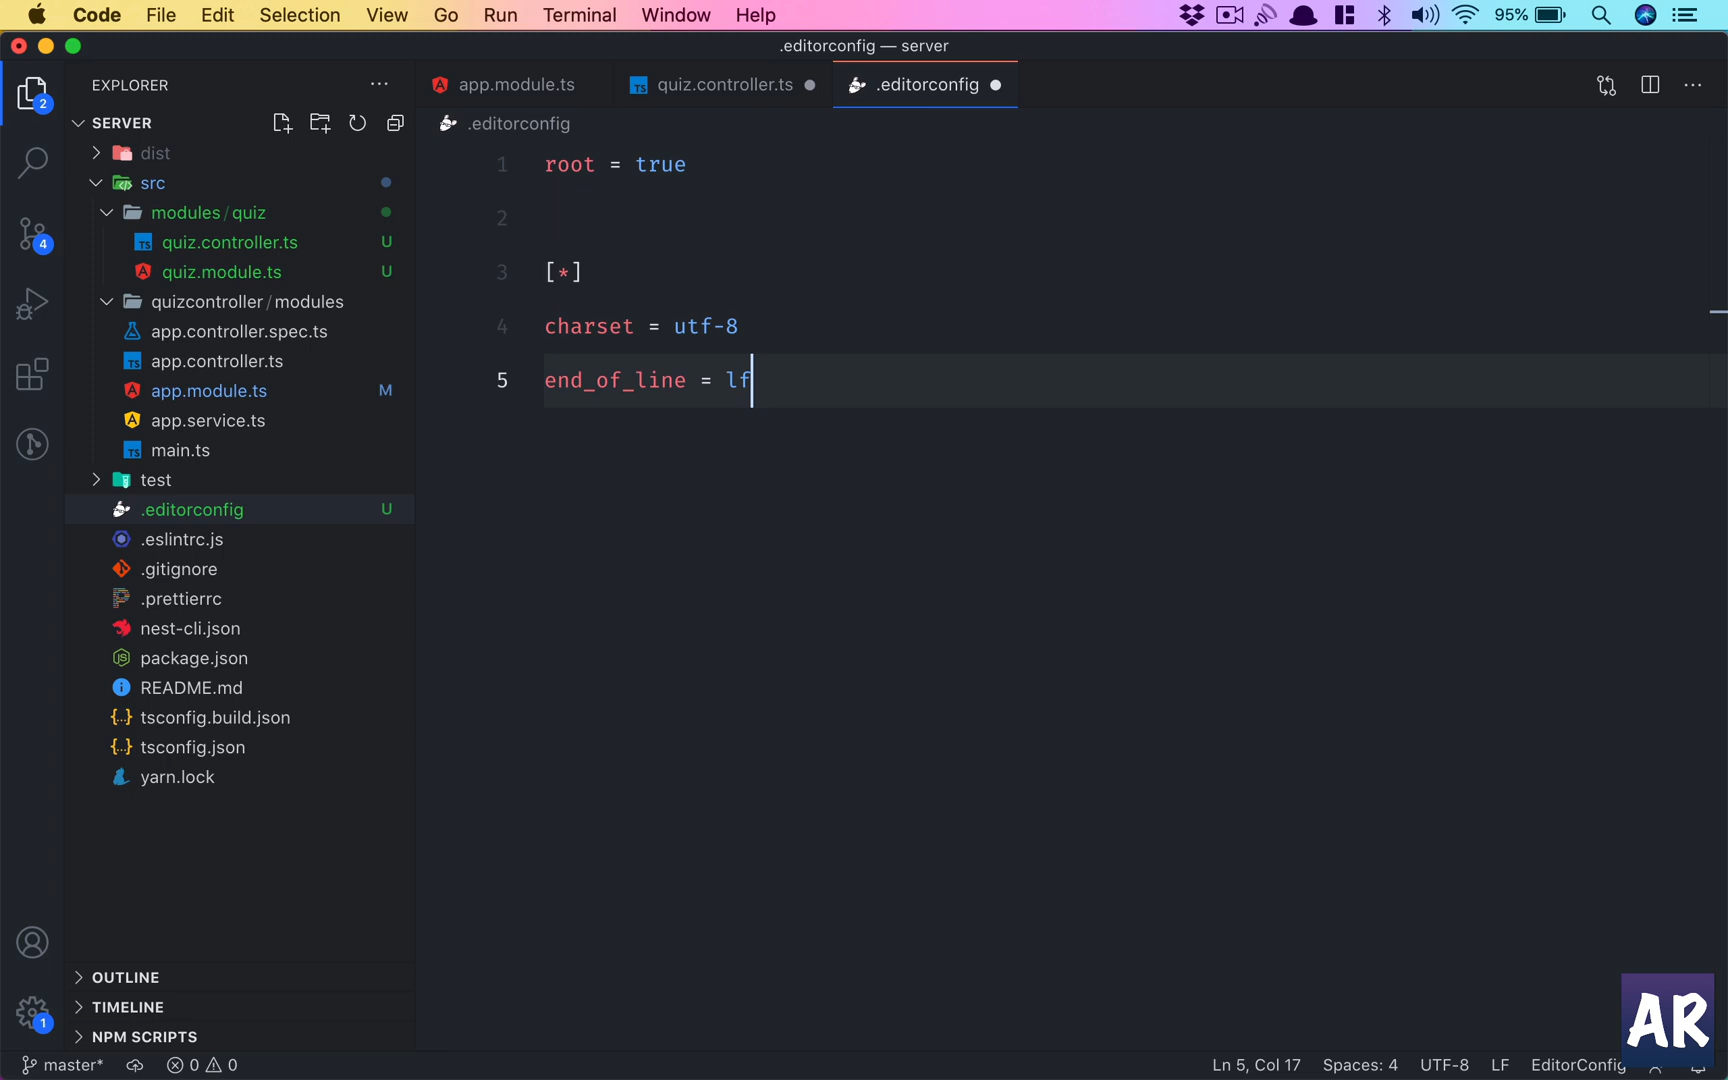 Code File Edit Selection View Go Run Terminal Window Help 95%
.editorconfig — server
EXPLORER
app.module.ts
quiz.controller.ts
.editorconfig
2
SERVER
.editorconfig
dist
src
modules / quiz
quiz.controller.ts U
4
quiz.module.ts U
quizcontroller / modules
app.controller.spec.ts
app.controller.ts
app.module.ts M
app.service.ts
main.ts
test
.editorconfig U
.eslintrc.js
.gitignore
.prettierrc
nest-cli.json
package.json
README.md
tsconfig.build.json
tsconfig.json
yarn.lock
1 root = true
2
3 [*]
4 charset = utf-8
5 end_of_line = lf
OUTLINE
TIMELINE
1
NPM SCRIPTS
AR
master* 0 0 Ln 5, Col 17 Spaces: 4 UTF-8 LF EditorConfig